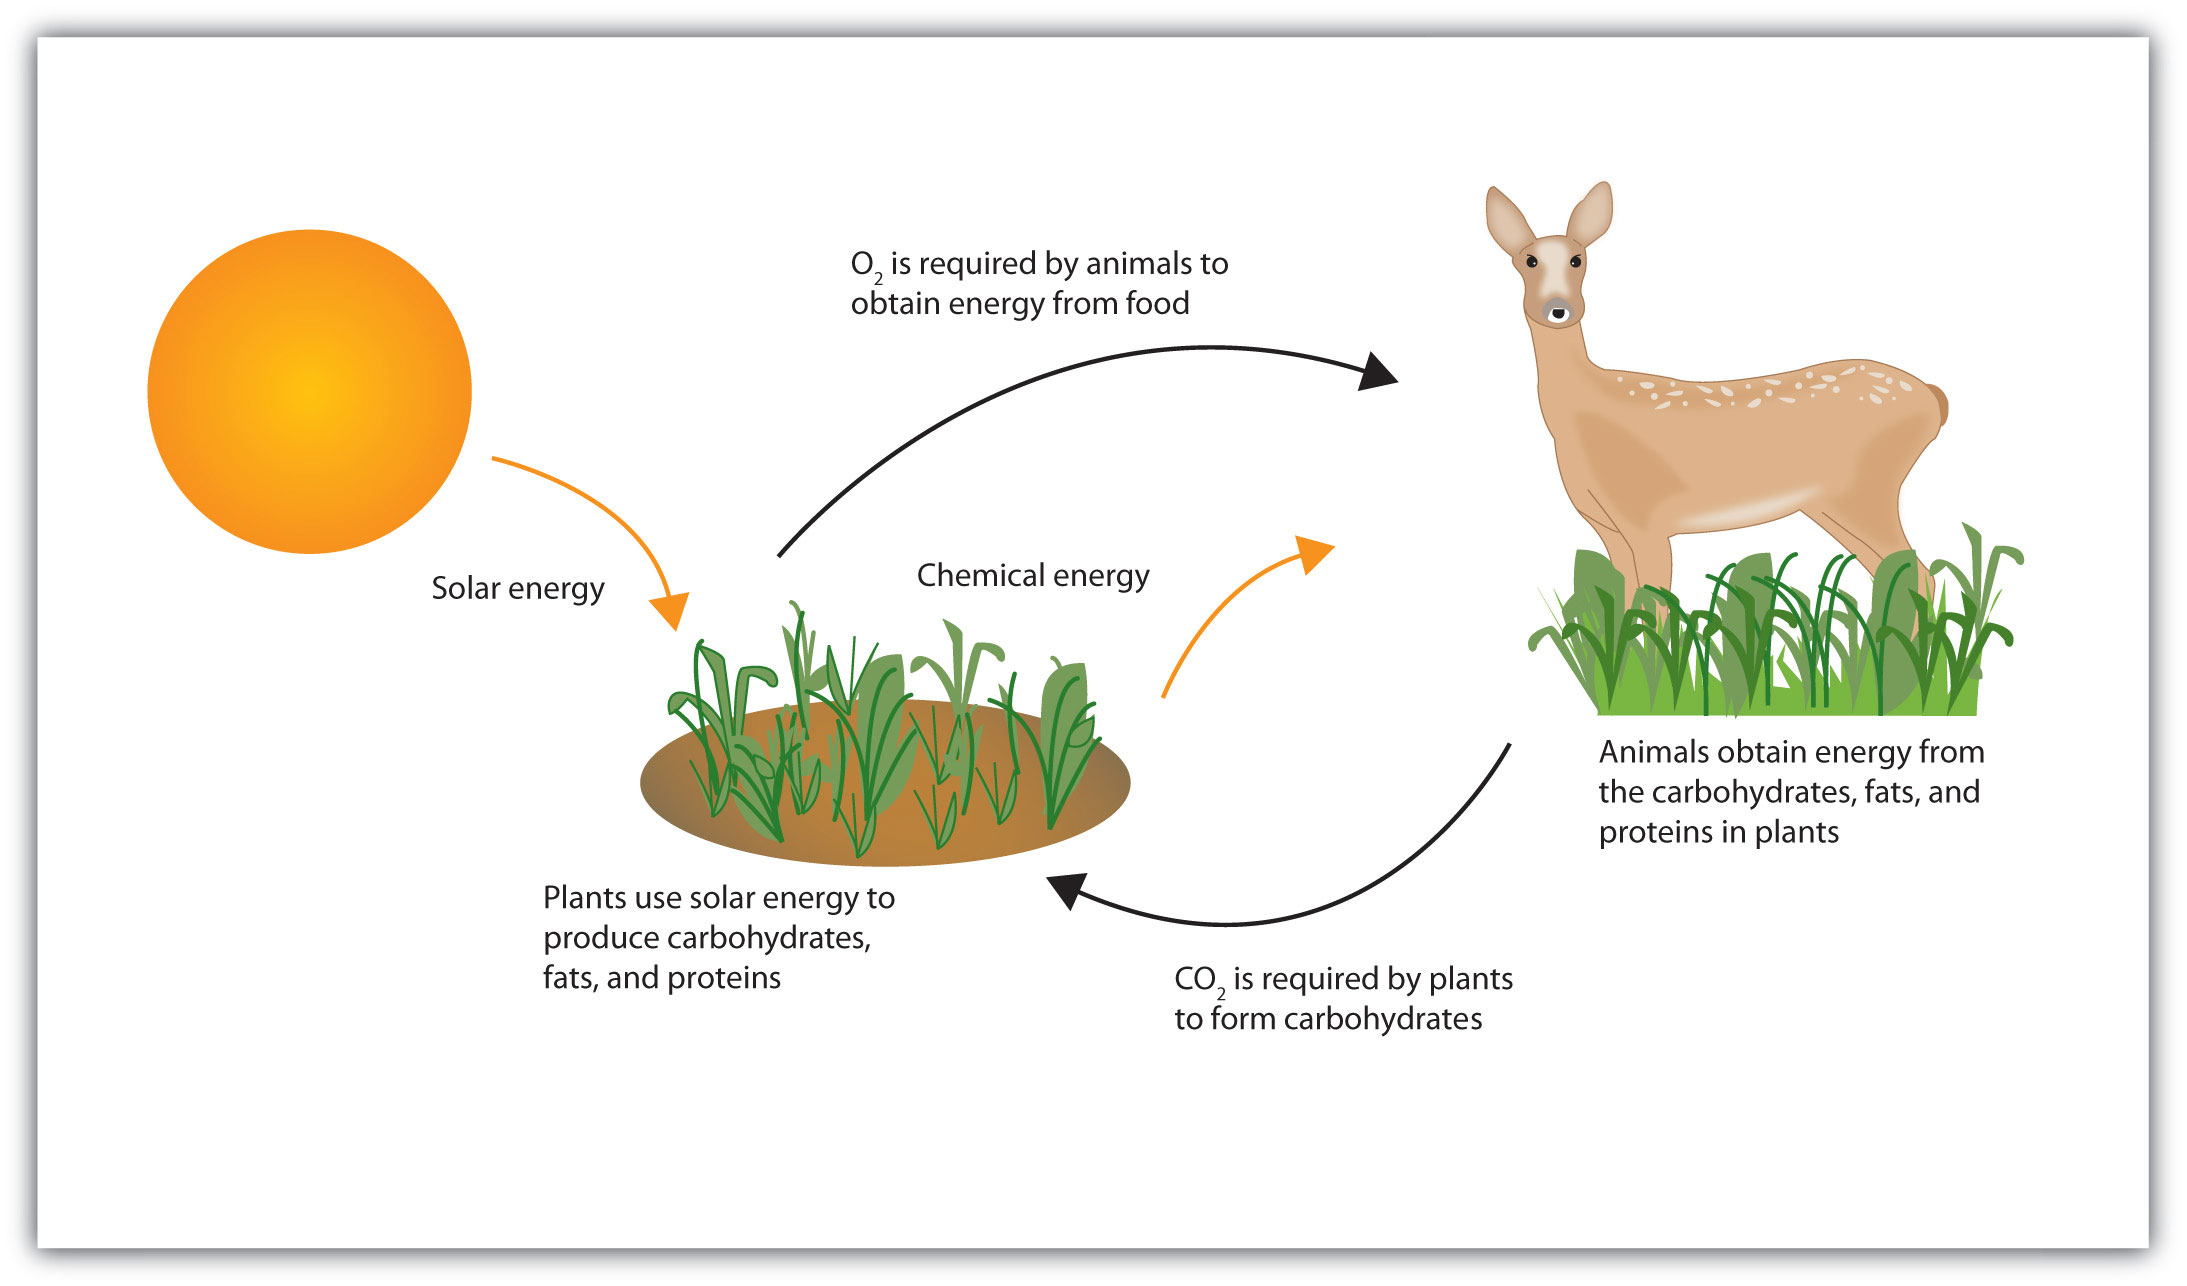 O₂ is required by animals to
obtain energy from food
Solar energy
Chemical energy
Animals obtain energy from
the carbohydrates, fats, and
proteins in plants
Plants use solar energy to
produce carbohydrates,
fats, and proteins
CO₂ is required by plants
to form carbohydrates